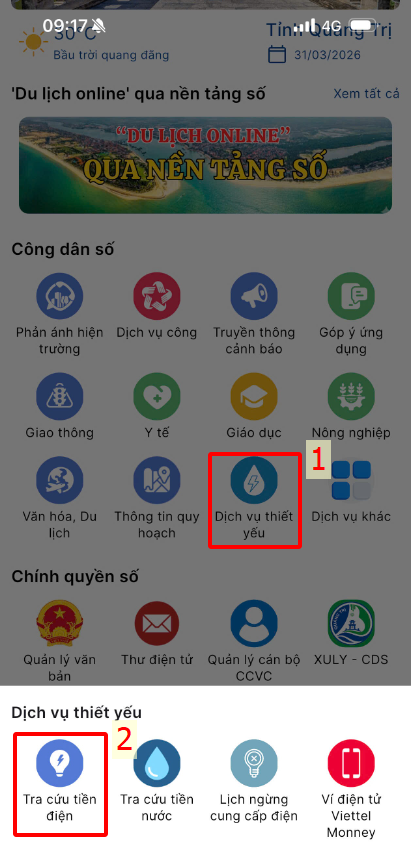 09:17
4G
30°C
Tỉnh Quảng Trị
Bầu trời quang đãng
31/03/2026
'Du lịch online' qua nền tảng số
Xem tất cả
“DU LỊCH ONLINE”
QUA NỀN TẢNG SỐ
Công dân số
Phản ánh hiện trường
Dịch vụ công
Truyền thông cảnh báo
Góp ý ứng dụng
Giao thông
Y tế
Giáo dục
Nông nghiệp
1
Văn hóa, Du lịch
Thông tin quy hoạch
Dịch vụ thiết yếu
Dịch vụ khác
Chính quyền số
Quản lý văn bản
Thư điện tử
Quản lý cán bộ CCVC
XULY - CDS
Dịch vụ thiết yếu
2
Tra cứu tiền điện
Tra cứu tiền nước
Lịch ngừng cung cấp điện
Ví điện tử Viettel Monney